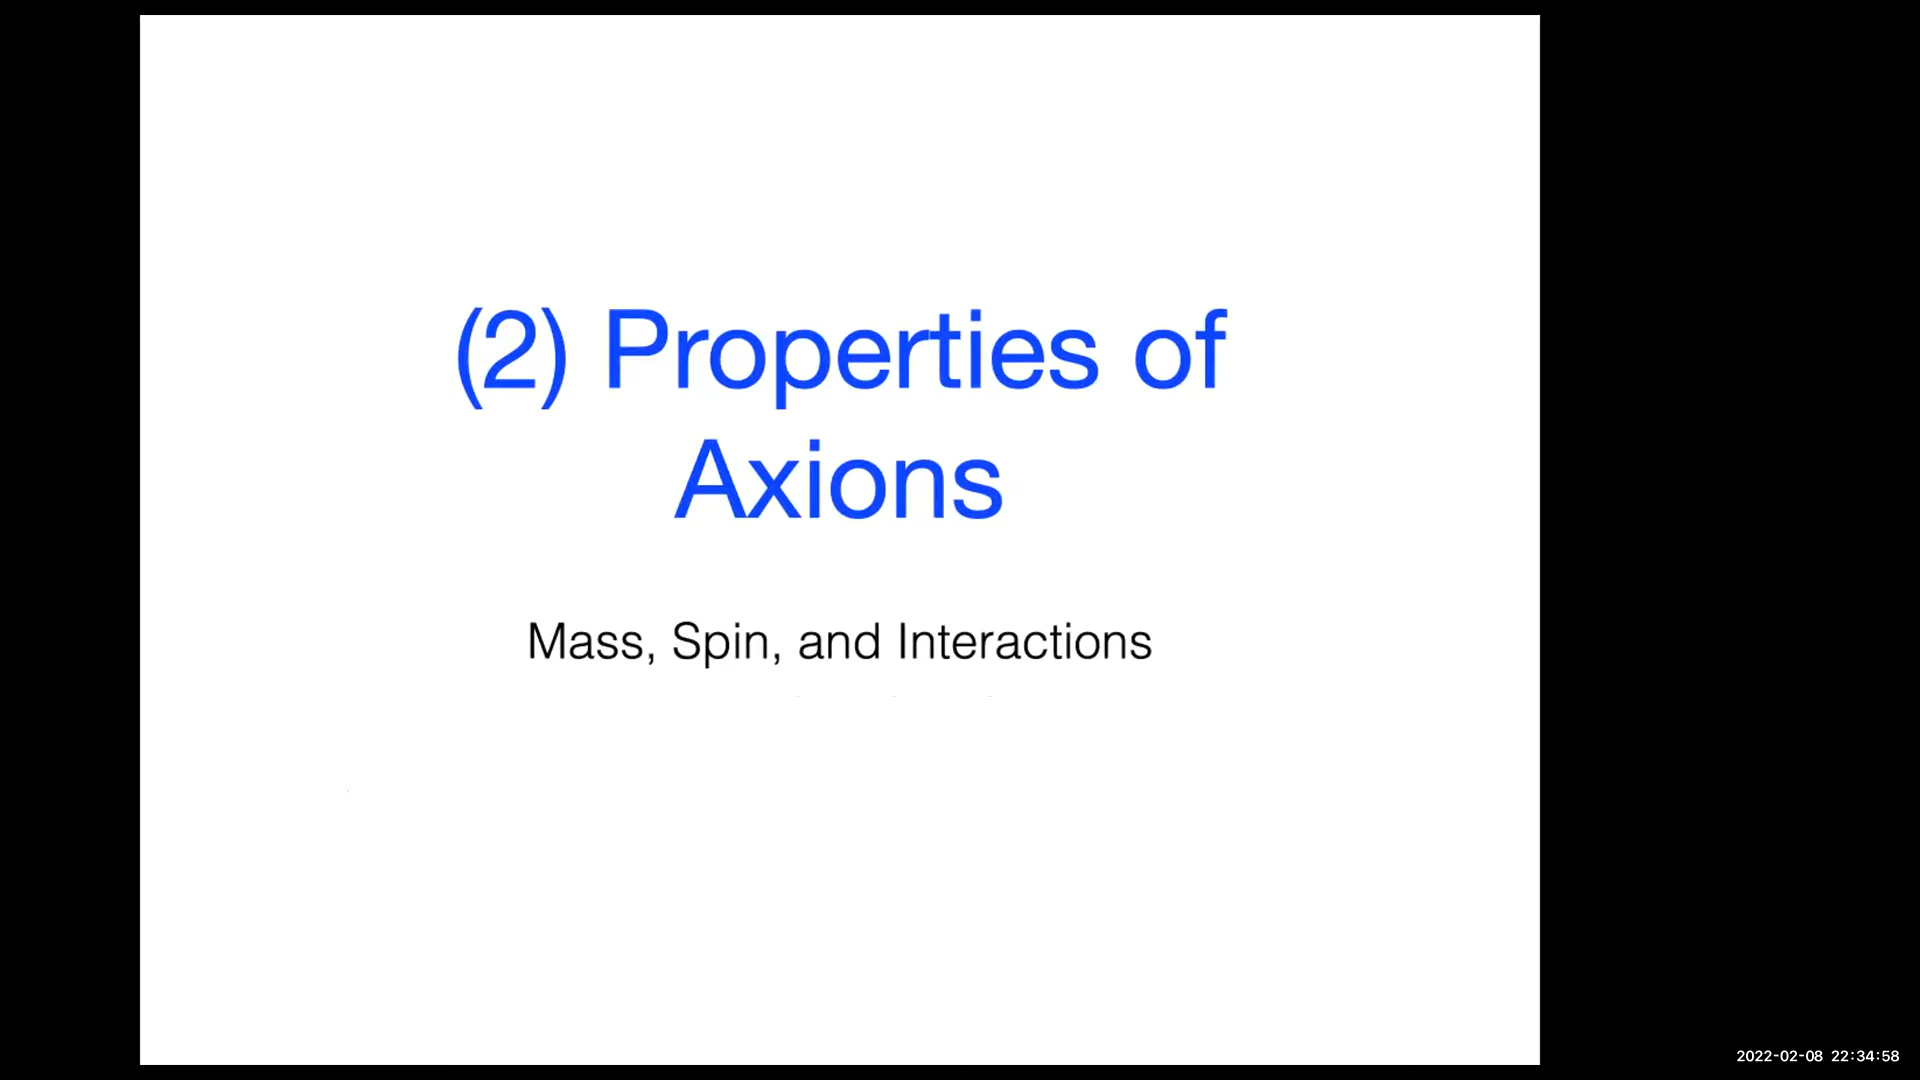 (2) Properties of
Axions
Mass, Spin, and Interactions
2022-02-08 22:34:58